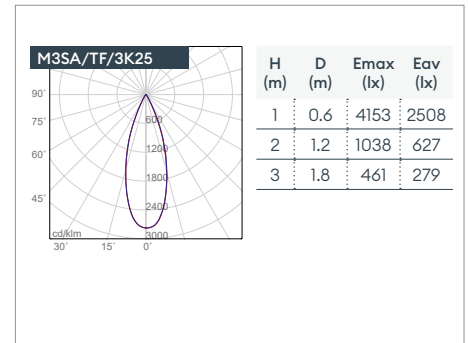 M3SA/TF/3K25
90°
75°
60°
45°
30° 15° 0°
600
1200
1800
2400
3000
cd/klm
H D Emax Eav
(m) (m) (lx) (lx)
1 0.6 4153 2508
2 1.2 1038 627
3 1.8 461 279